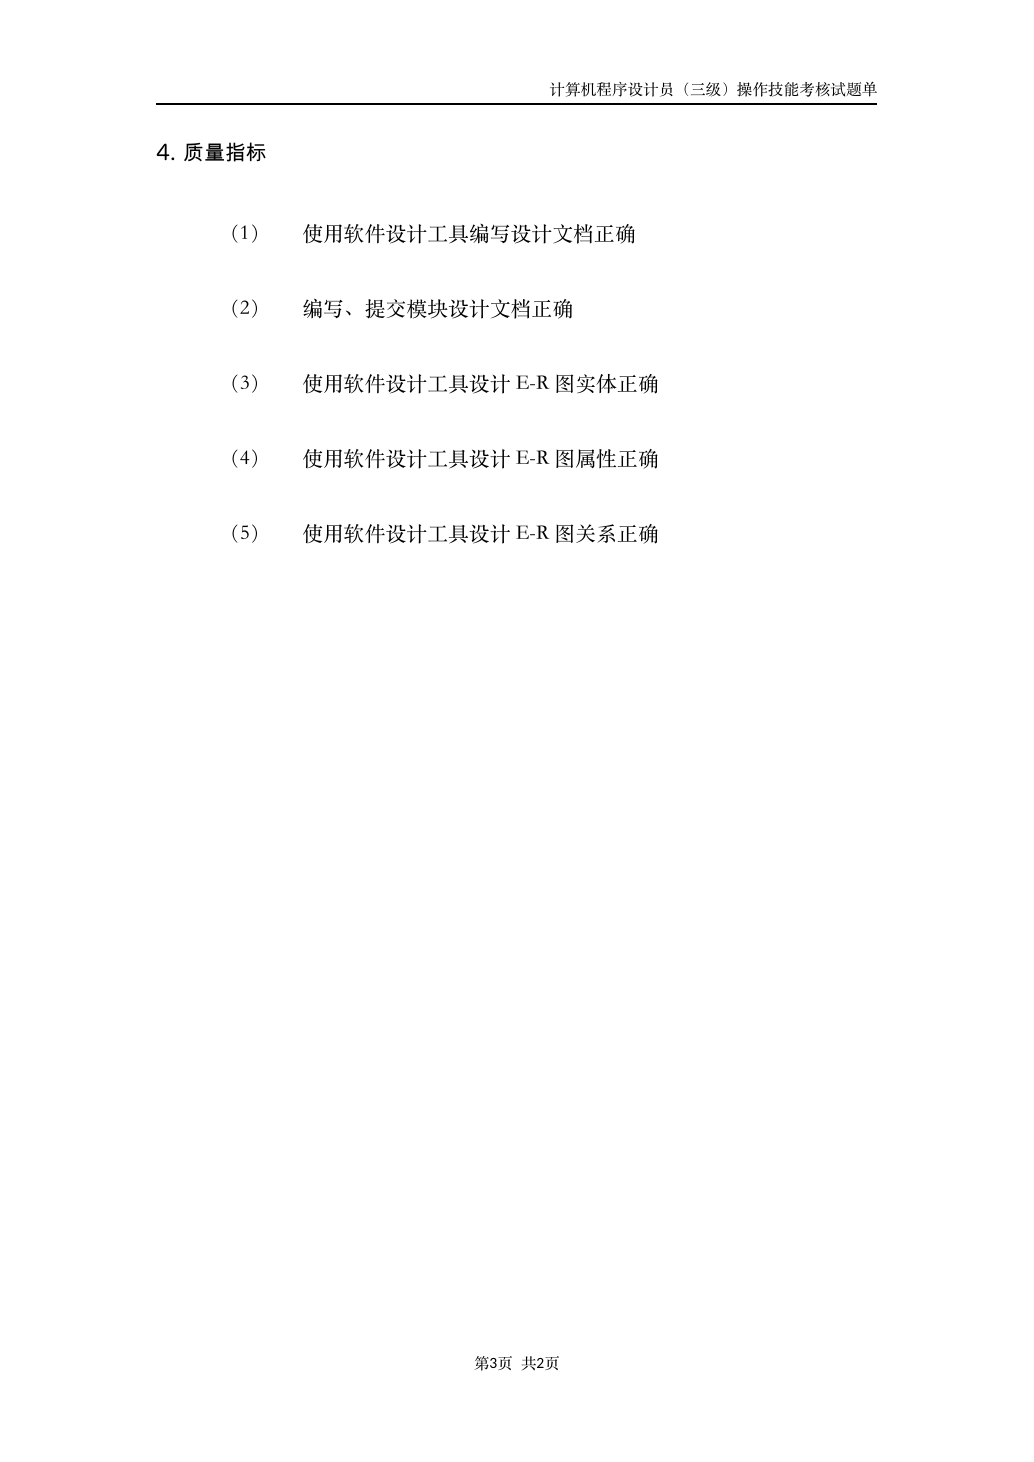 计算机程序设计员（三级）操作技能考核试题单
4. 质量指标
（1） 使用软件设计工具编写设计文档正确
（2） 编写、提交模块设计文档正确
（3） 使用软件设计工具设计 E-R 图实体正确
（4） 使用软件设计工具设计 E-R 图属性正确
（5） 使用软件设计工具设计 E-R 图关系正确
第3页 共2页